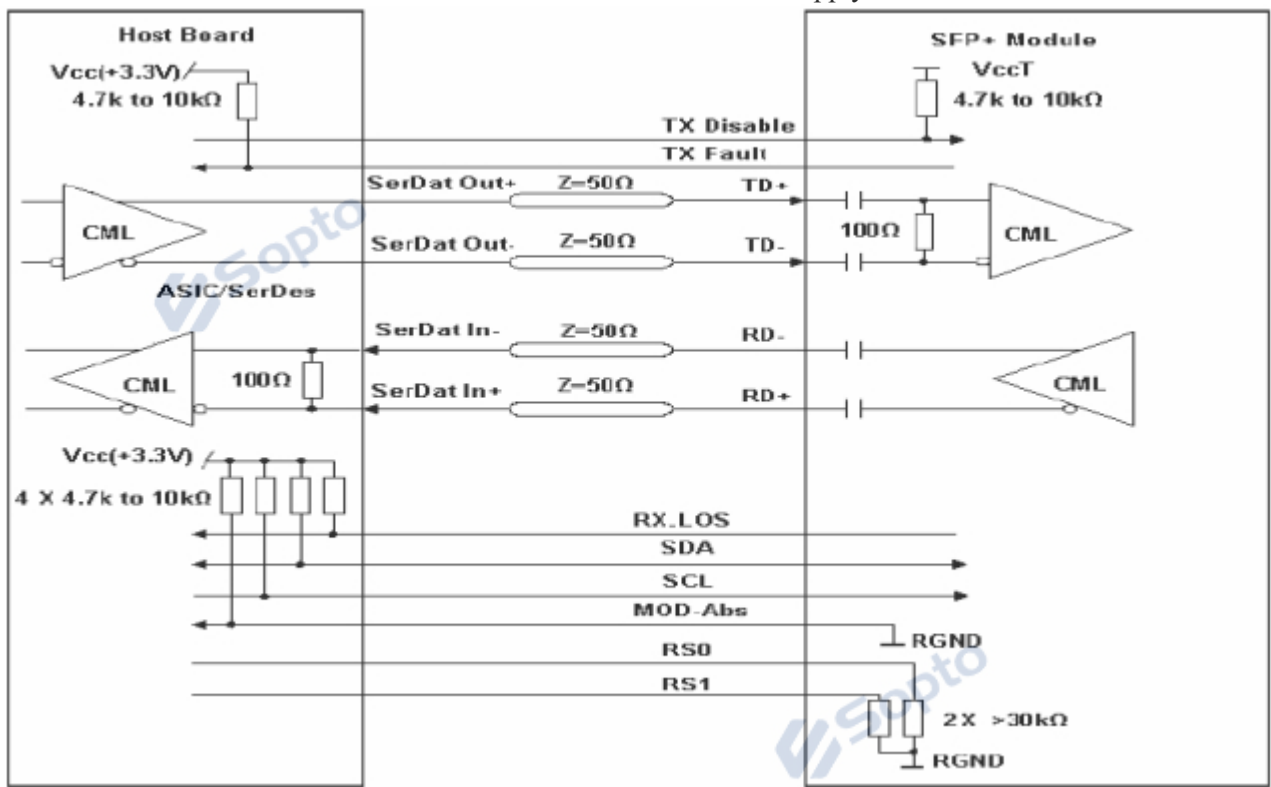 pply
Host Board
Vcc(+3.3V)
4.7k to 10kΩ
SFP+ Module
VccT
4.7k to 10kΩ
TX Disable
TX Fault
SerDat Out+
Z=50Ω
TD+
CML
100Ω
CML
SerDat Out-
Z=50Ω
TD-
Sopto
ASIC/SerDes
SerDat In-
Z=50Ω
RD-
CML
100Ω
CML
SerDat In+
Z=50Ω
RD+
Vcc(+3.3V)
4 X 4.7k to 10kΩ
RX_LOS
SDA
SCL
MOD-Abs
RGND
RS0
RS1
Sopto
2X >30kΩ
RGND